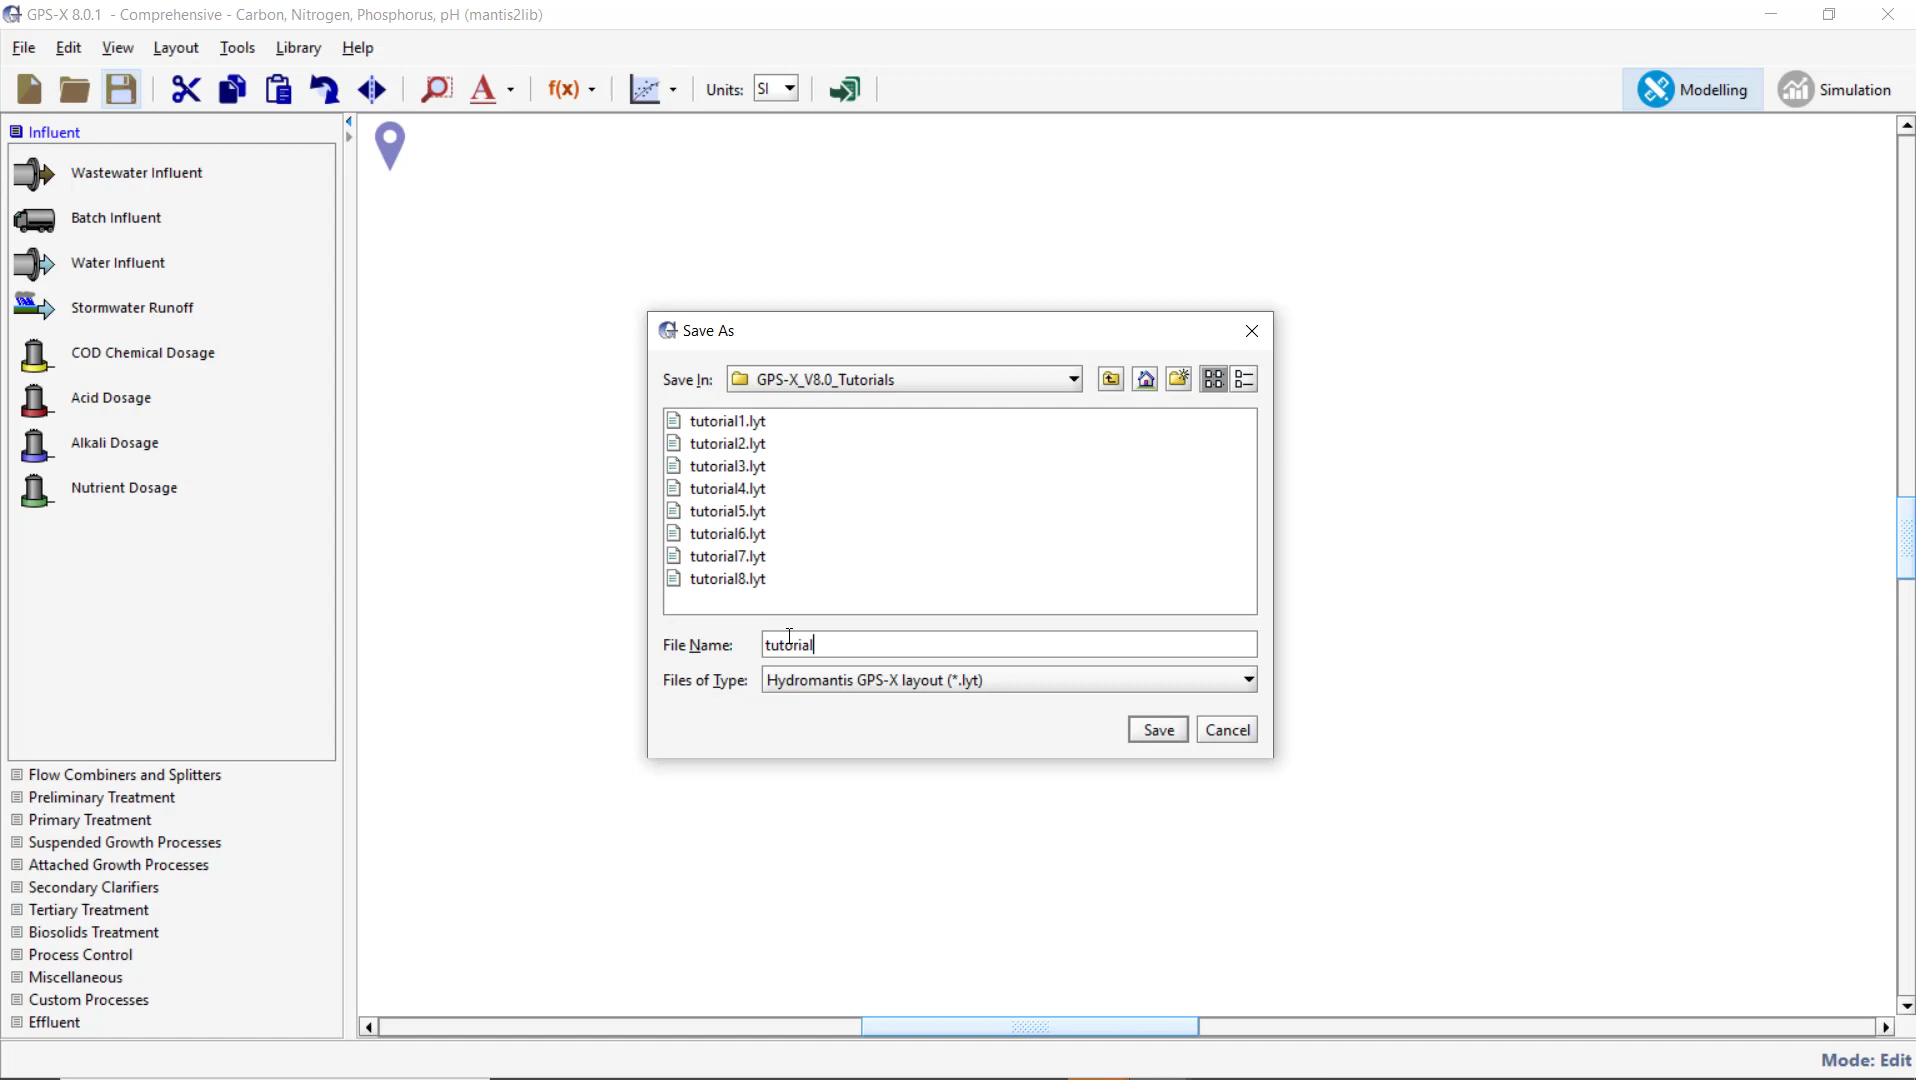 GPS-X 8.0.1 - Comprehensive - Carbon, Nitrogen, Phosphorus, pH (mantis2lib)
File Edit View Layout Tools Library Help
A f(x) Units: SI Modelling Simulation
Influent
Wastewater Influent
Batch Influent
Water Influent
Stormwater Runoff
COD Chemical Dosage
Acid Dosage
Alkali Dosage
Nutrient Dosage
Flow Combiners and Splitters
Preliminary Treatment
Primary Treatment
Suspended Growth Processes
Attached Growth Processes
Secondary Clarifiers
Tertiary Treatment
Biosolids Treatment
Process Control
Miscellaneous
Custom Processes
Effluent
Save As
Save In: GPS-X_V8.0_Tutorials
tutorial1.lyt
tutorial2.lyt
tutorial3.lyt
tutorial4.lyt
tutorial5.lyt
tutorial6.lyt
tutorial7.lyt
tutorial8.lyt
File Name: tutorial
Files of Type: Hydromantis GPS-X layout (*.lyt)
Save Cancel
Mode: Edit